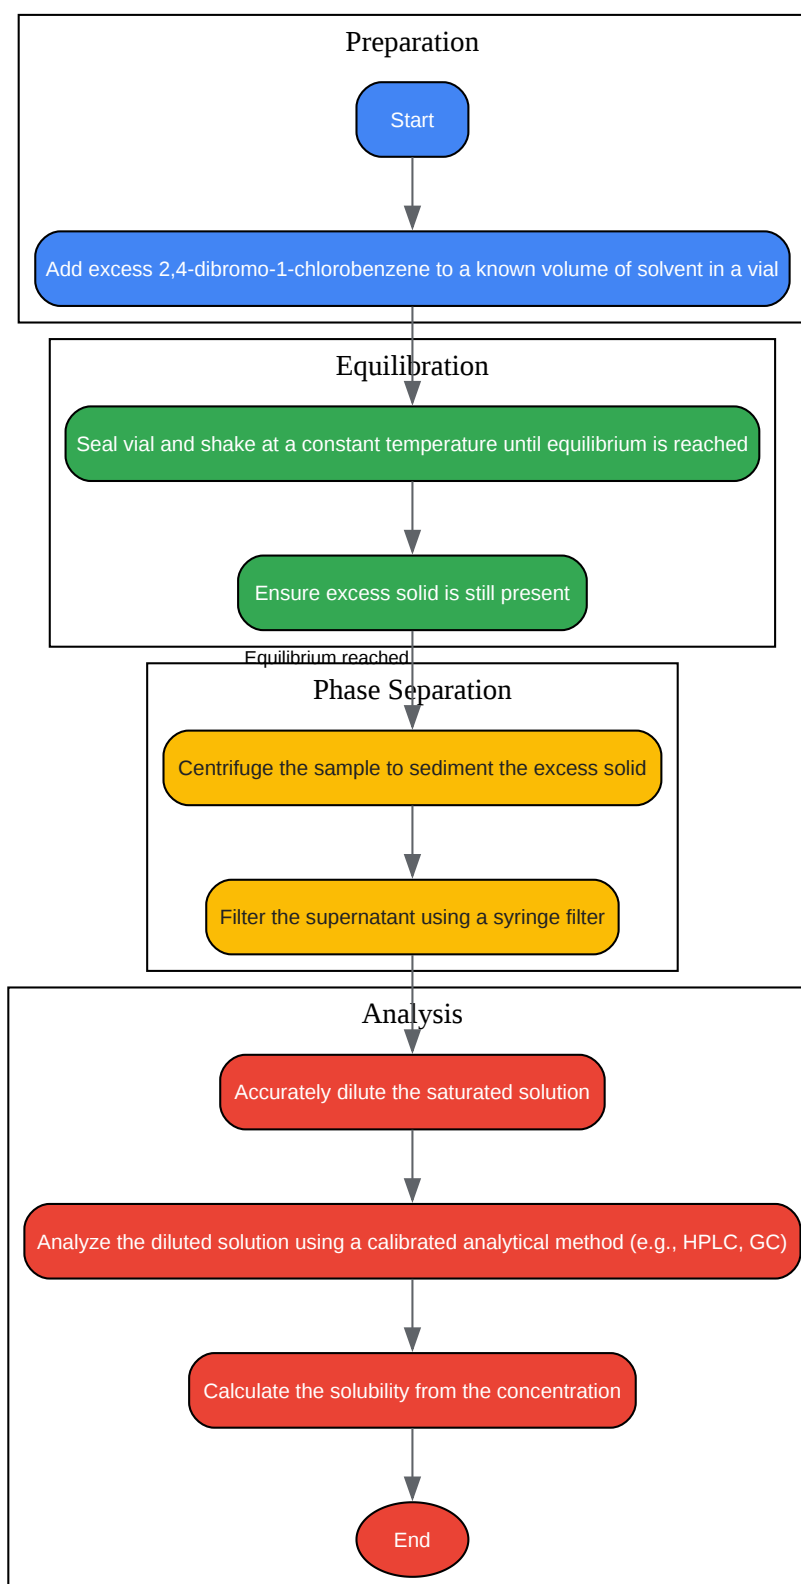 Preparation
Start
Add excess 2,4-dibromo-1-chlorobenzene to a known volume of solvent in a vial
Equilibration
Seal vial and shake at a constant temperature until equilibrium is reached
Ensure excess solid is still present
Equilibrium reached
Phase Separation
Centrifuge the sample to sediment the excess solid
Filter the supernatant using a syringe filter
Analysis
Accurately dilute the saturated solution
Analyze the diluted solution using a calibrated analytical method (e.g., HPLC, GC)
Calculate the solubility from the concentration
End